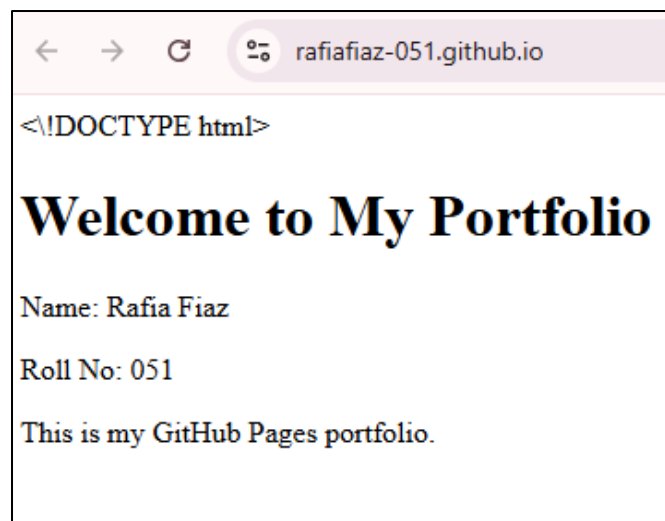 rafiafiaz-051.github.io
<\!DOCTYPE html>
Welcome to My Portfolio
Name: Rafia Fiaz
Roll No: 051
This is my GitHub Pages portfolio.